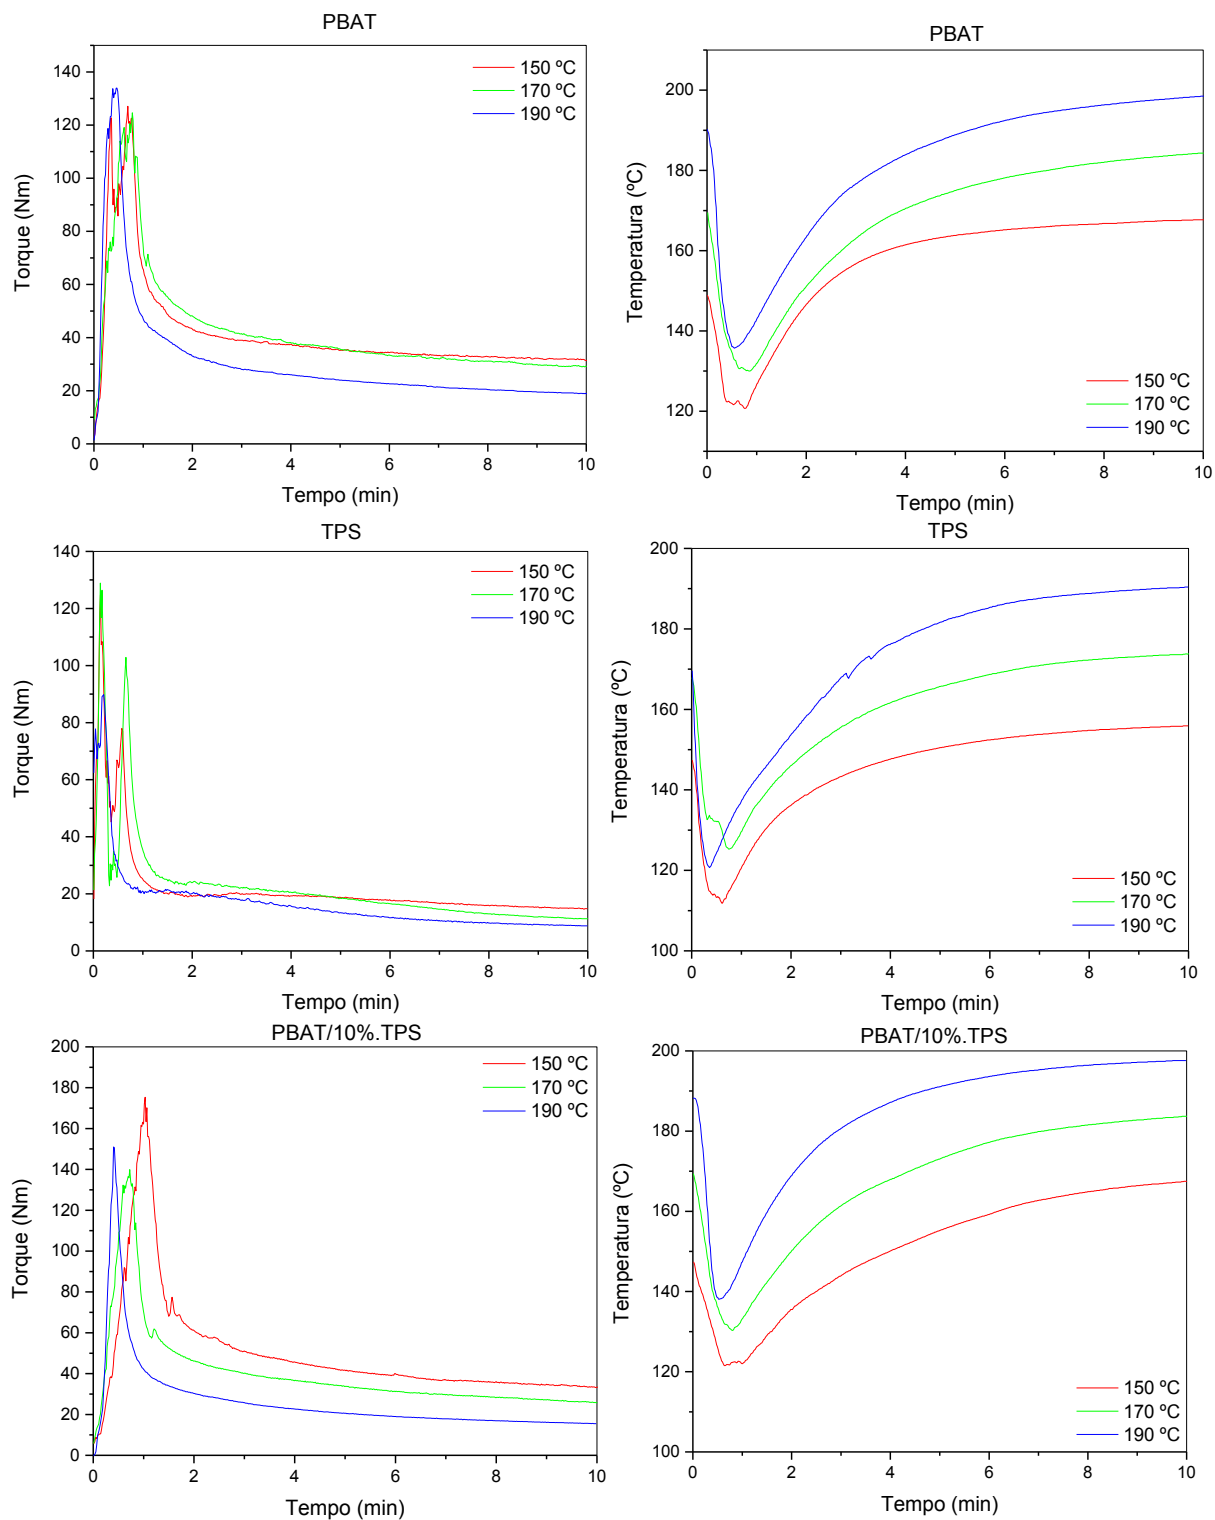 PBAT
Torque (Nm)
140
120
100
80
60
40
20
0
0 2 4 6 8 10
Tempo (min)
150 ºC
170 ºC
190 ºC
PBAT
Temperatura (ºC)
200
180
160
140
120
0 2 4 6 8 10
Tempo (min)
150 ºC
170 ºC
190 ºC
TPS
Torque (Nm)
140
120
100
80
60
40
20
0
0 2 4 6 8 10
Tempo (min)
150 ºC
170 ºC
190 ºC
TPS
Temperatura (ºC)
200
180
160
140
120
100
0 2 4 6 8 10
Tempo (min)
150 ºC
170 ºC
190 ºC
PBAT/10%.TPS
Torque (Nm)
200
180
160
140
120
100
80
60
40
20
0
0 2 4 6 8 10
Tempo (min)
150 ºC
170 ºC
190 ºC
PBAT/10%.TPS
Temperatura (ºC)
200
180
160
140
120
100
0 2 4 6 8 10
Tempo (min)
150 ºC
170 ºC
190 ºC